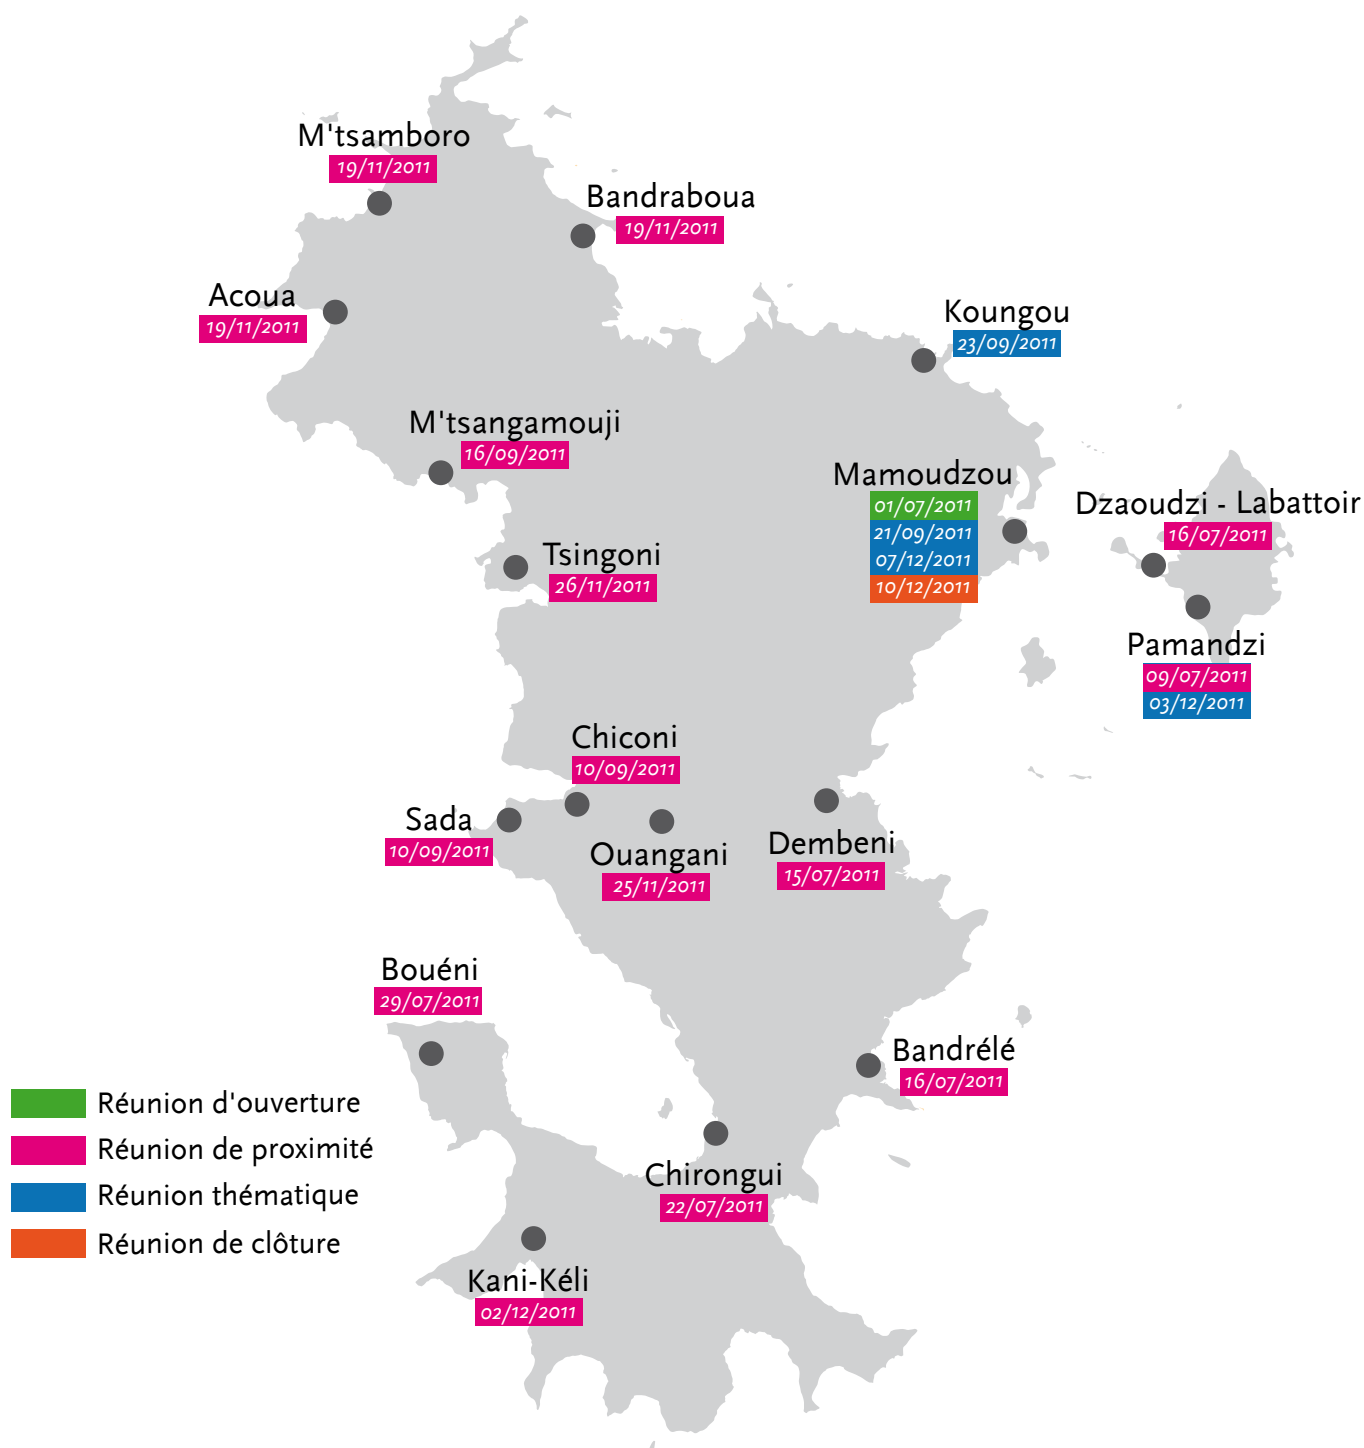 M'tsamboro
19/11/2011
Bandraboua
19/11/2011
Acoua
19/11/2011
Koungou
23/09/2011
M'tsangamouji
16/09/2011
Mamoudzou
01/07/2011
21/09/2011
07/12/2011
10/12/2011
Dzaoudzi - Labattoir
16/07/2011
Tsingoni
26/11/2011
Pamandzi
09/07/2011
03/12/2011
Chiconi
10/09/2011
Sada
10/09/2011
Ouangani
25/11/2011
Dembeni
15/07/2011
Bouéni
29/07/2011
Bandrélé
16/07/2011
Réunion d'ouverture
Réunion de proximité
Réunion thématique
Réunion de clôture
Chirongui
22/07/2011
Kani-Kéli
02/12/2011